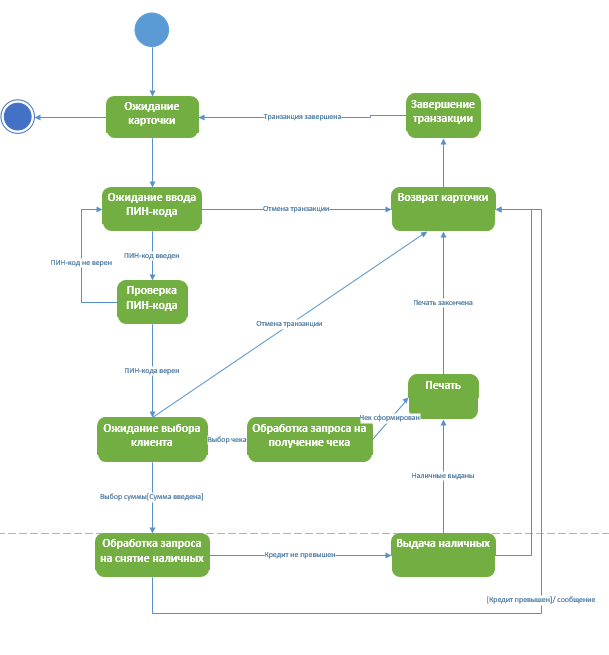 Ожидание
карточки
Транзакция завершена
Завершение
транзакции
Ожидание ввода
ПИН-кода
Отмена транзакции
Возврат карточки
ПИН-код не верен
ПИН-код введен
Проверка
ПИН-кода
Печать закончена
Отмена транзакции
ПИН-кода верен
Печать
Чек сформирован
Ожидание выбора
клиента
Выбор чека
Обработка запроса на
получение чека
Наличные выданы
Выбор суммы[Сумма введена]
Обработка запроса
на снятие наличных
Кредит не превышен
Выдача наличных
[Кредит превышен]/ сообщение